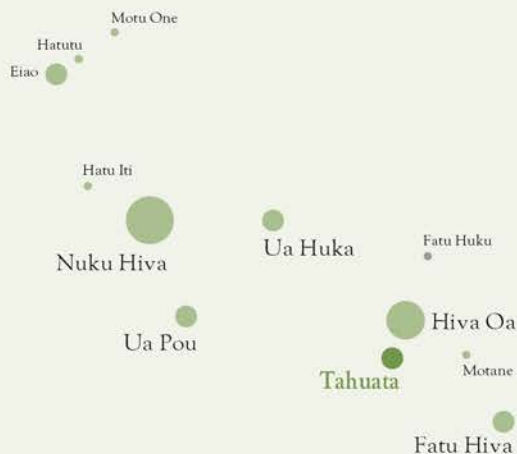 Motu One
Hatutu
Eiao
Hatu Iti
Nuku Hiva
Ua Huka
Fatu Huku
Ua Pou
Hiva Oa
Tahuata
Motane
Fatu Hiva